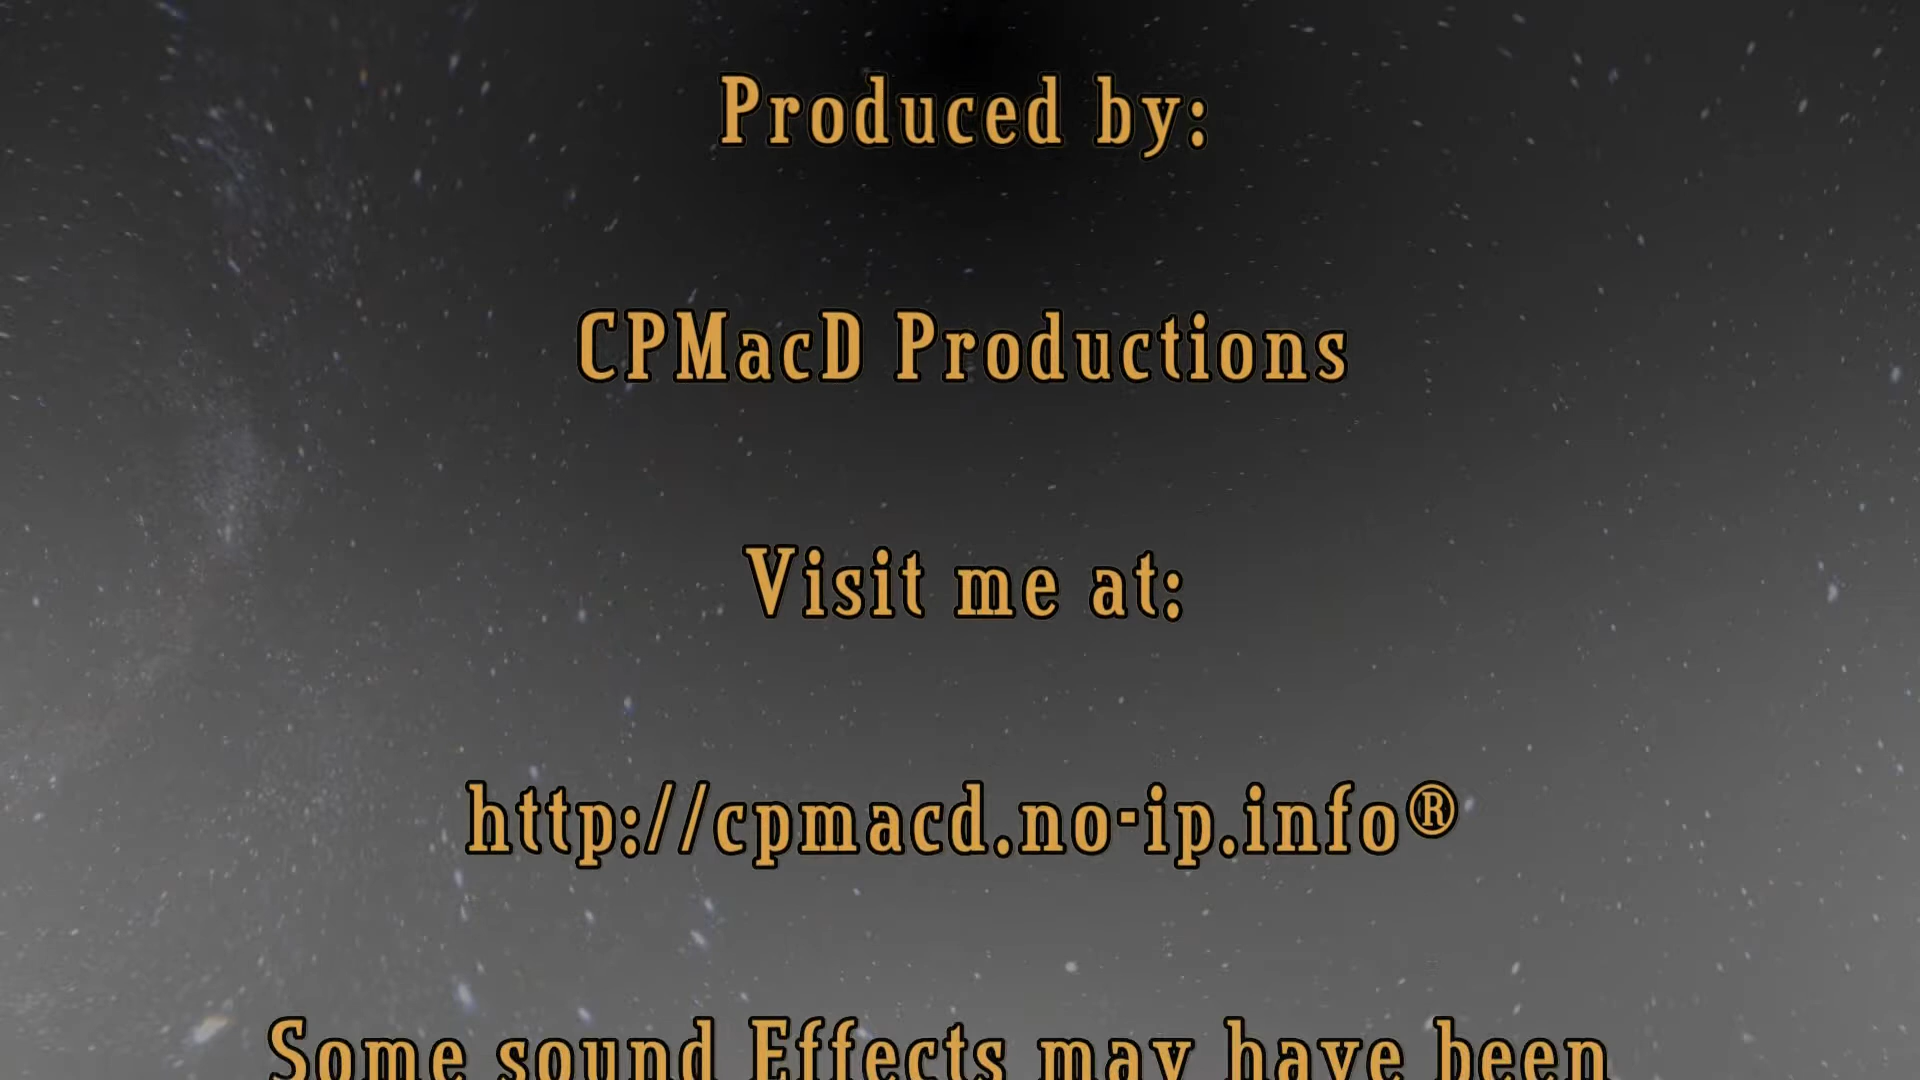 Produced by:
CPMacD Productions
Visit me at:
http://cpmacd.no-ip.info®
Some sound Effects may have been